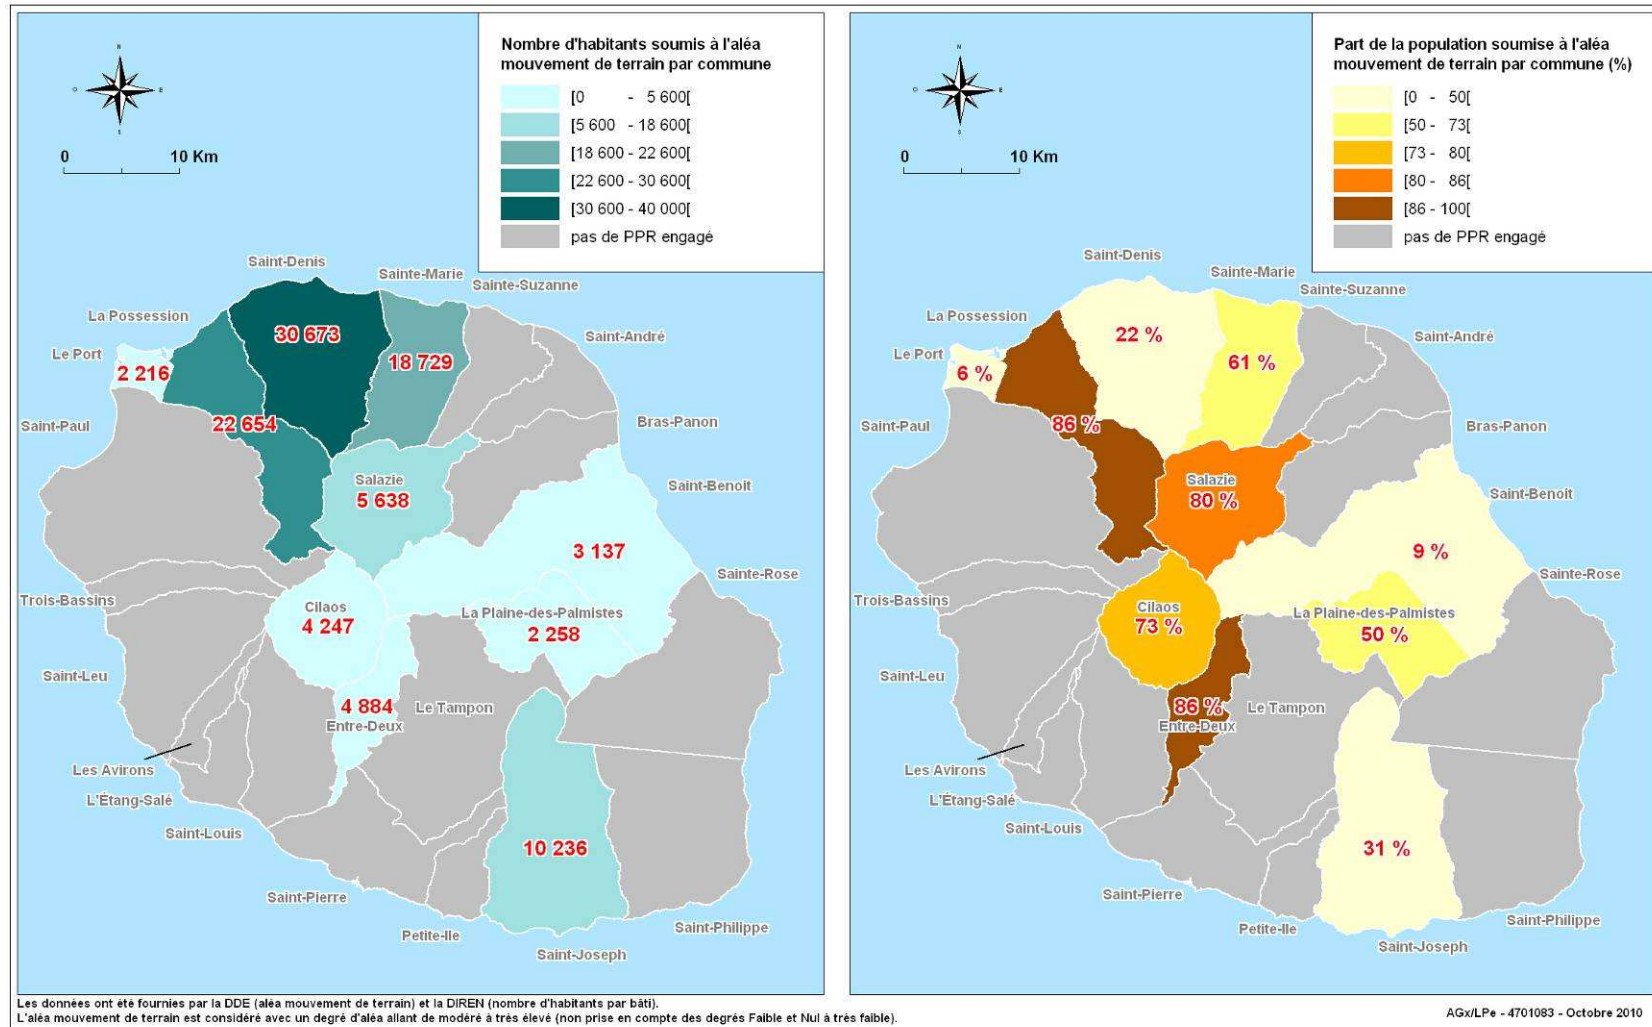 Nombre d'habitants soumis à l'aléa
mouvement de terrain par commune
[0 - 5 600[
[5 600 - 18 600[
[18 600 - 22 600[
[22 600 - 30 600[
[30 600 - 40 000[
pas de PPR engagé
N
O
E
S
0 10 Km
Saint-Denis
Sainte-Marie
Sainte-Suzanne
La Possession
Saint-André
Le Port
30 673
18 729
2 216
22 654
Saint-Paul
Bras-Panon
Salazie
5 638
Saint-Benoit
3 137
Sainte-Rose
Trois-Bassins
Cilaos
4 247
La Plaine-des-Palmistes
2 258
Saint-Leu
4 884
Entre-Deux
Le Tampon
Les Avirons
L'Étang-Salé
Saint-Louis
10 236
Saint-Pierre
Petite-Ile
Saint-Joseph
Saint-Philippe
Part de la population soumise à l'aléa
mouvement de terrain par commune (%)
[0 - 50[
[50 - 73[
[73 - 80[
[80 - 86[
[86 - 100[
pas de PPR engagé
N
O
E
S
0 10 Km
Saint-Denis
Sainte-Marie
Sainte-Suzanne
La Possession
Saint-André
Le Port
22 %
61 %
6 %
86 %
Saint-Paul
Bras-Panon
Salazie
80 %
Saint-Benoit
9 %
Sainte-Rose
Trois-Bassins
Cilaos
73 %
La Plaine-des-Palmistes
50 %
Saint-Leu
86 %
Entre-Deux
Le Tampon
Les Avirons
L'Étang-Salé
Saint-Louis
31 %
Saint-Pierre
Petite-Ile
Saint-Joseph
Saint-Philippe
Les données ont été fournies par la DDE (aléa mouvement de terrain) et la DIREN (nombre d'habitants par bâti).
L'aléa mouvement de terrain est considéré avec un degré d'aléa allant de modéré à très élevé (non prise en compte des degrés Faible et Nul à très faible).
AGx/LPe - 4701083 - Octobre 2010